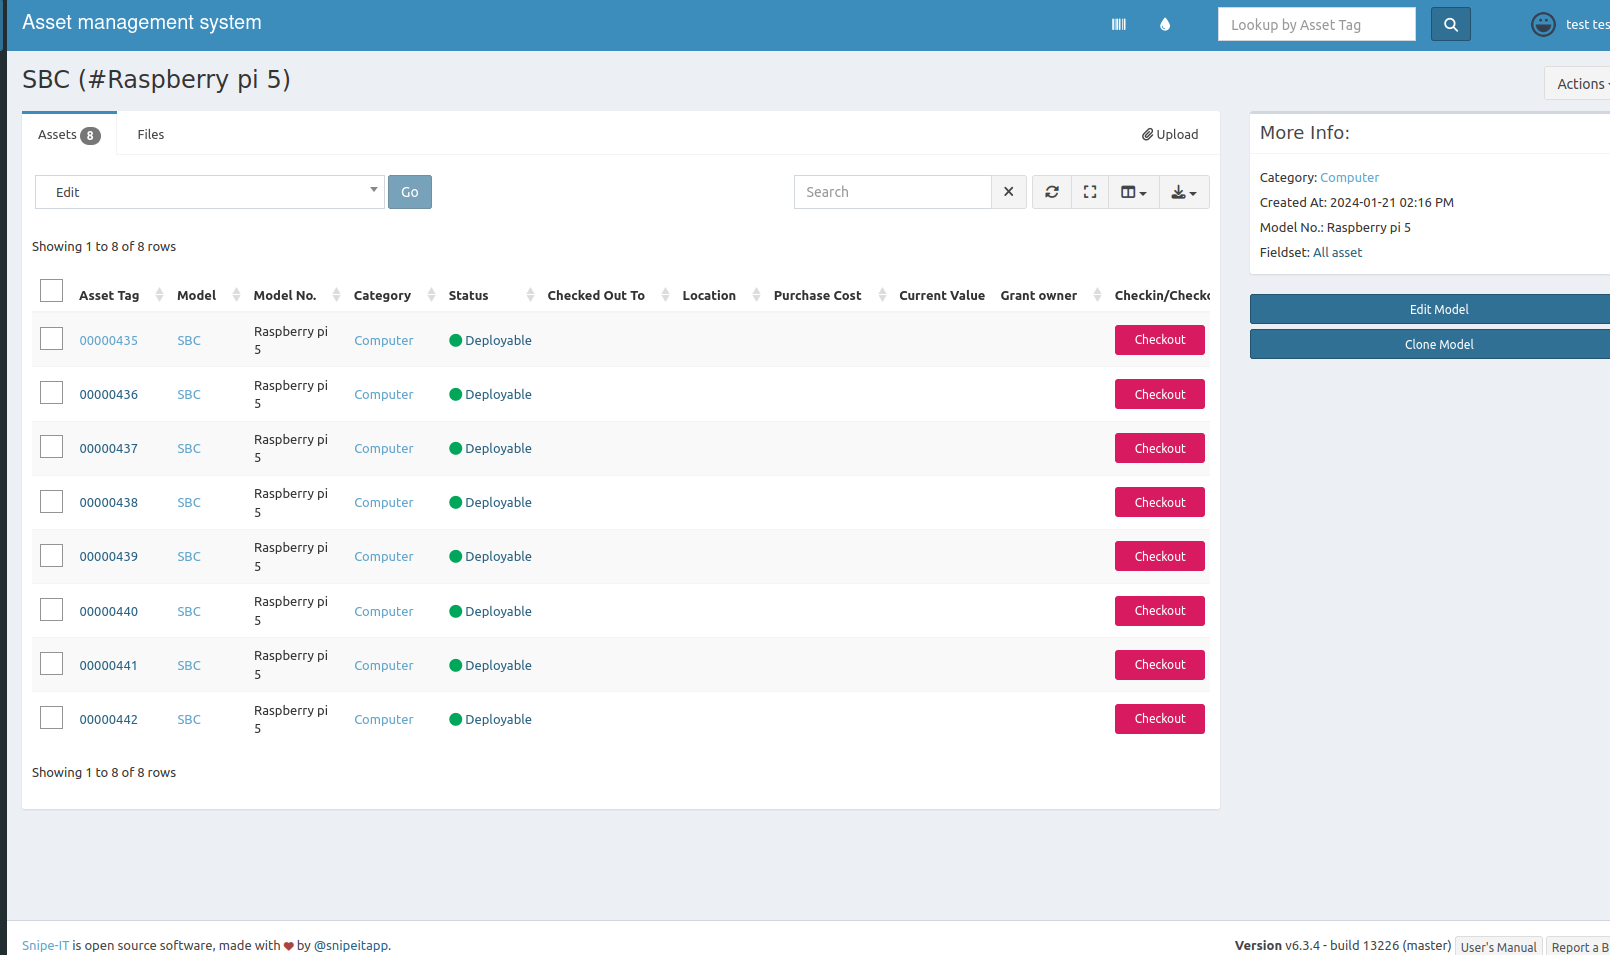 Asset management system
Lookup by Asset Tag
test tes
SBC (#Raspberry pi 5)
Actions
Assets 8
Files
Upload
Edit
Go
Search
Showing 1 to 8 of 8 rows
Asset Tag Model Model No. Category Status Checked Out To Location Purchase Cost Current Value Grant owner Checkin/Checko
00000435 SBC Raspberry pi 5 Computer Deployable Checkout
00000436 SBC Raspberry pi 5 Computer Deployable Checkout
00000437 SBC Raspberry pi 5 Computer Deployable Checkout
00000438 SBC Raspberry pi 5 Computer Deployable Checkout
00000439 SBC Raspberry pi 5 Computer Deployable Checkout
00000440 SBC Raspberry pi 5 Computer Deployable Checkout
00000441 SBC Raspberry pi 5 Computer Deployable Checkout
00000442 SBC Raspberry pi 5 Computer Deployable Checkout
Showing 1 to 8 of 8 rows
More Info:
Category: Computer
Created At: 2024-01-21 02:16 PM
Model No.: Raspberry pi 5
Fieldset: All asset
Edit Model
Clone Model
Snipe-IT is open source software, made with ♥ by @snipeitapp.
Version v6.3.4 - build 13226 (master)
User's Manual
Report a B